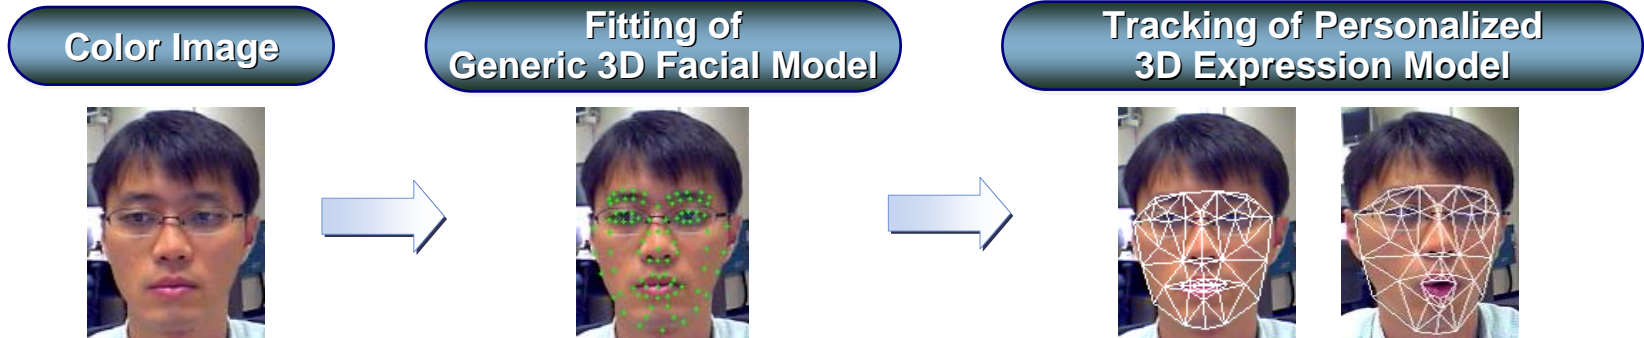 Color Image
Fitting of
Generic 3D Facial Model
Tracking of Personalized
3D Expression Model